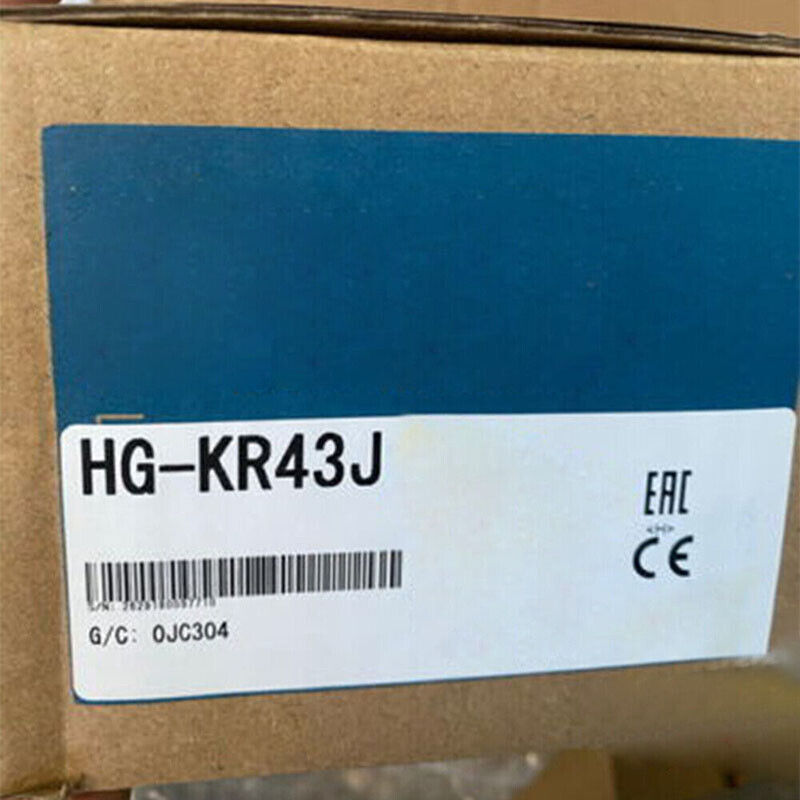 HG-KR43J
EAC
CE
G/C: 0JC304